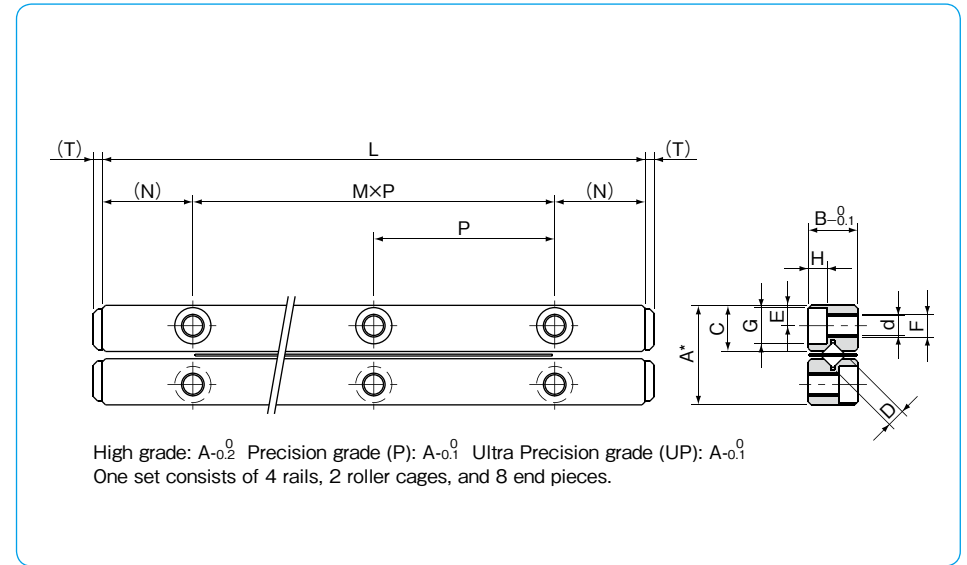 (T) L (T)
(N) M×P (N)
P
B-0.1 0
H
A* C G E d F
D
High grade: A-0.2 0 Precision grade (P): A-0.1 0 Ultra Precision grade (UP): A-0.1 0
One set consists of 4 rails, 2 roller cages, and 8 end pieces.